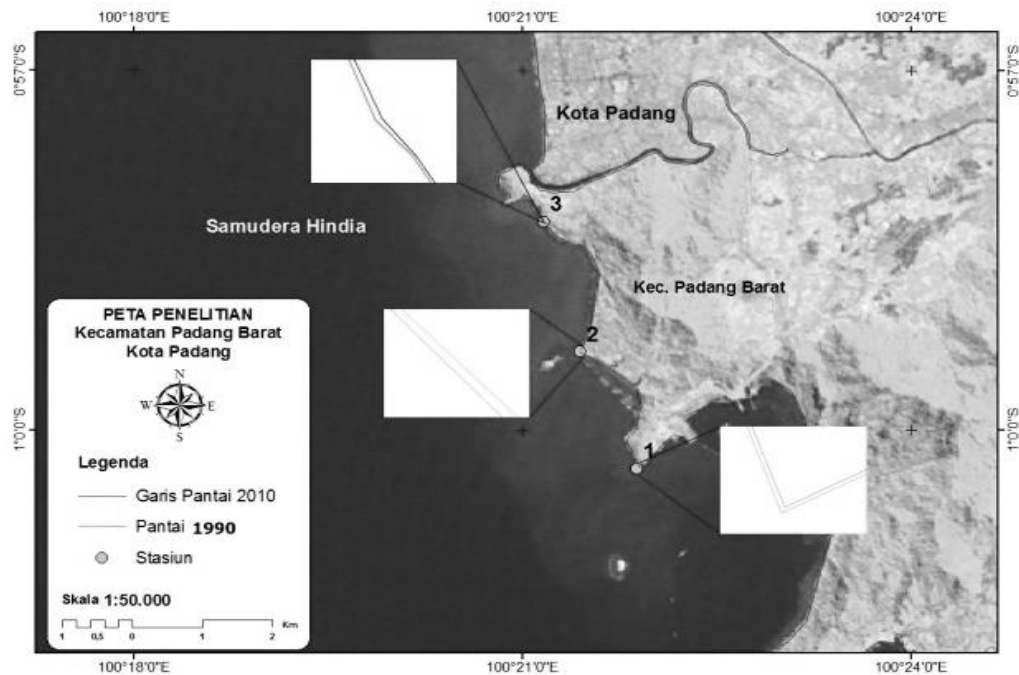 100°18'0"E 100°21'0"E 100°24'0"E
0°57'0"S 0°57'0"S
Kota Padang
3
Samudera Hindia
Kec. Padang Barat
2
PETA PENELITIAN
Kecamatan Padang Barat
Kota Padang
N
W E
S
1°0'0"S 1°0'0"S
1
Legenda
Garis Pantai 2010
Pantai 1990
Stasiun
Skala 1:50.000
1 0,5 0 1 2 Km
100°18'0"E 100°21'0"E 100°24'0"E